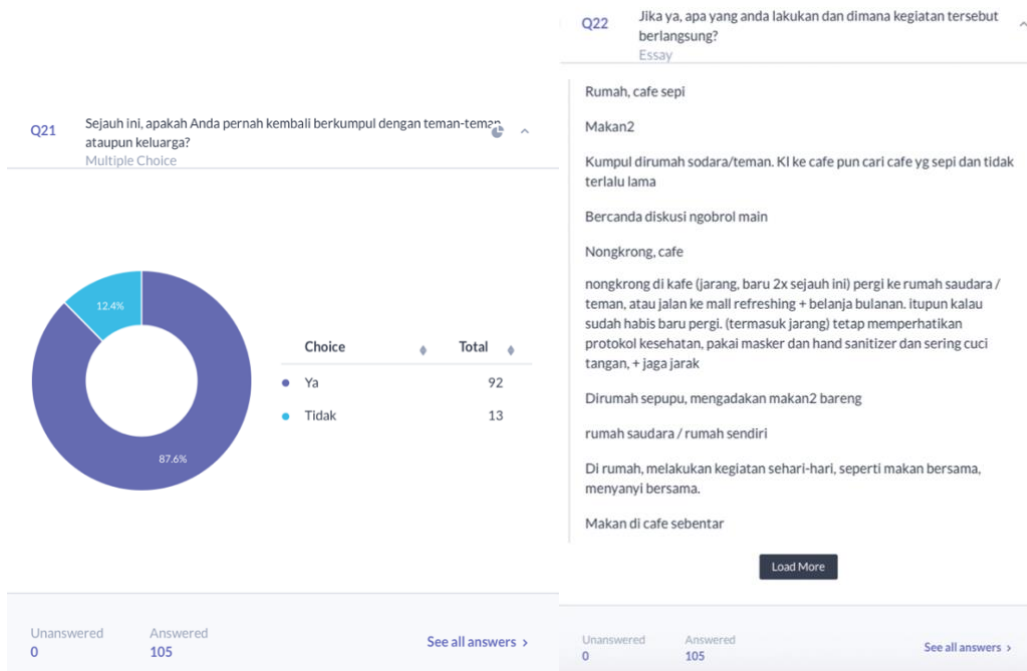 Q21
Sejauh ini, apakah Anda pernah kembali berkumpul dengan teman-teman
ataupun keluarga?
Multiple Choice
12.4%
87.6%
Choice Total
Ya 92
Tidak 13
Unanswered Answered
0 105
See all answers >
Q22
Jika ya, apa yang anda lakukan dan dimana kegiatan tersebut
berlangsung?
Essay
Rumah, cafe sepi
Makan2
Kumpul dirumah sodara/teman. Kl ke cafe pun cari cafe yg sepi dan tidak
terlalu lama
Bercanda diskusi ngobrol main
Nongkrong, cafe
nongkrong di kafe (jarang, baru 2x sejauh ini) pergi ke rumah saudara /
teman, atau jalan ke mall refreshing + belanja bulanan. itupun kalau
sudah habis baru pergi. (termasuk jarang) tetap memperhatikan
protokol kesehatan, pakai masker dan hand sanitizer dan sering cuci
tangan, + jaga jarak
Dirumah sepupu, mengadakan makan2 bareng
rumah saudara / rumah sendiri
Di rumah, melakukan kegiatan sehari-hari, seperti makan bersama,
menyanyi bersama.
Makan di cafe sebentar
Load More
Unanswered Answered
0 105
See all answers >